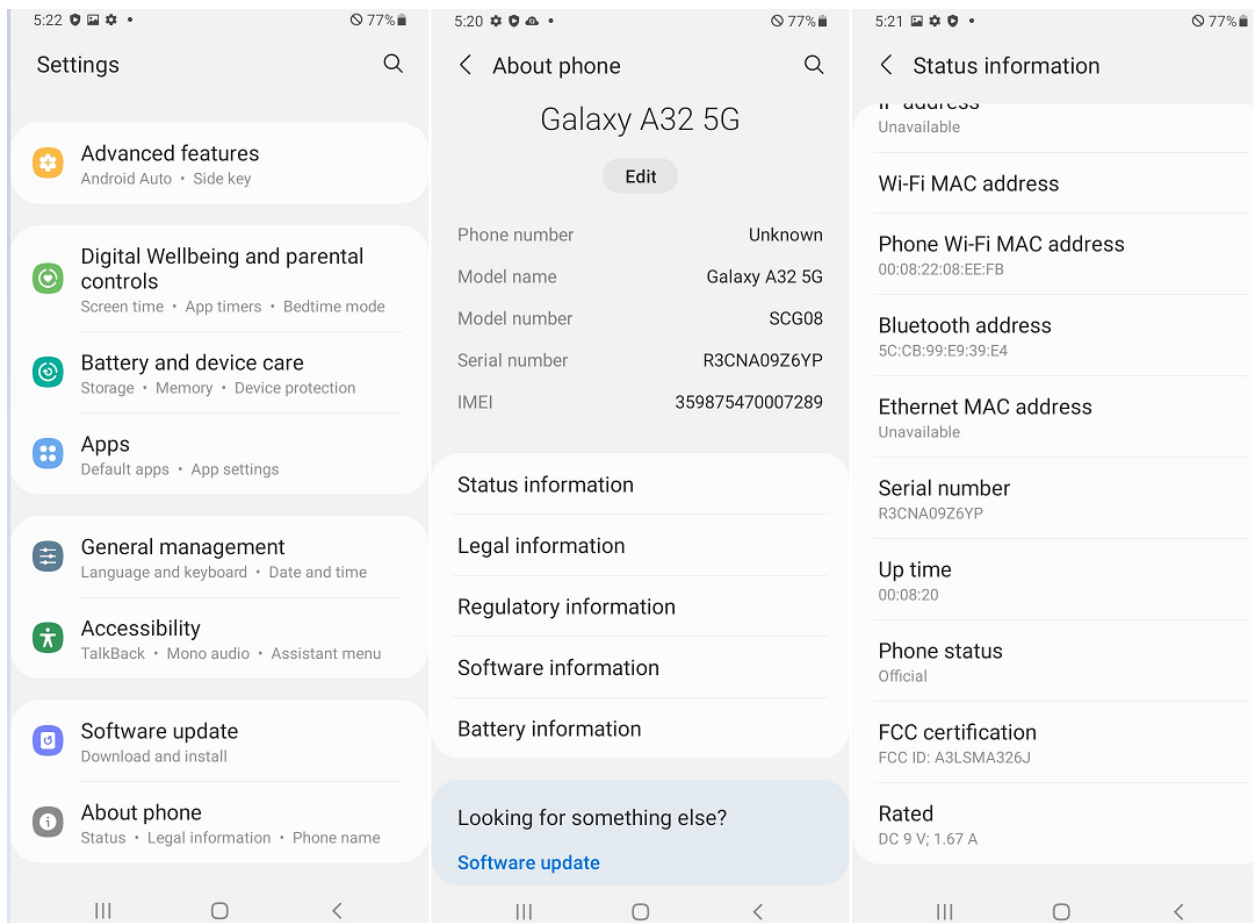 5:22
77%
Settings
Advanced features
Android Auto • Side key
Digital Wellbeing and parental
controls
Screen time • App timers • Bedtime mode
Battery and device care
Storage • Memory • Device protection
Apps
Default apps • App settings
General management
Language and keyboard • Date and time
Accessibility
TalkBack • Mono audio • Assistant menu
Software update
Download and install
About phone
Status • Legal information • Phone name
5:20
77%
About phone
Galaxy A32 5G
Edit
Phone number Unknown
Model name Galaxy A32 5G
Model number SCG08
Serial number R3CNA09Z6YP
IMEI 359875470007289
Status information
Legal information
Regulatory information
Software information
Battery information
Looking for something else?
Software update
5:21
77%
Status information
IP address
Unavailable
Wi-Fi MAC address
Phone Wi-Fi MAC address
00:08:22:08:EE:FB
Bluetooth address
5C:CB:99:E9:39:E4
Ethernet MAC address
Unavailable
Serial number
R3CNA09Z6YP
Up time
00:08:20
Phone status
Official
FCC certification
FCC ID: A3LSMA326J
Rated
DC 9 V; 1.67 A